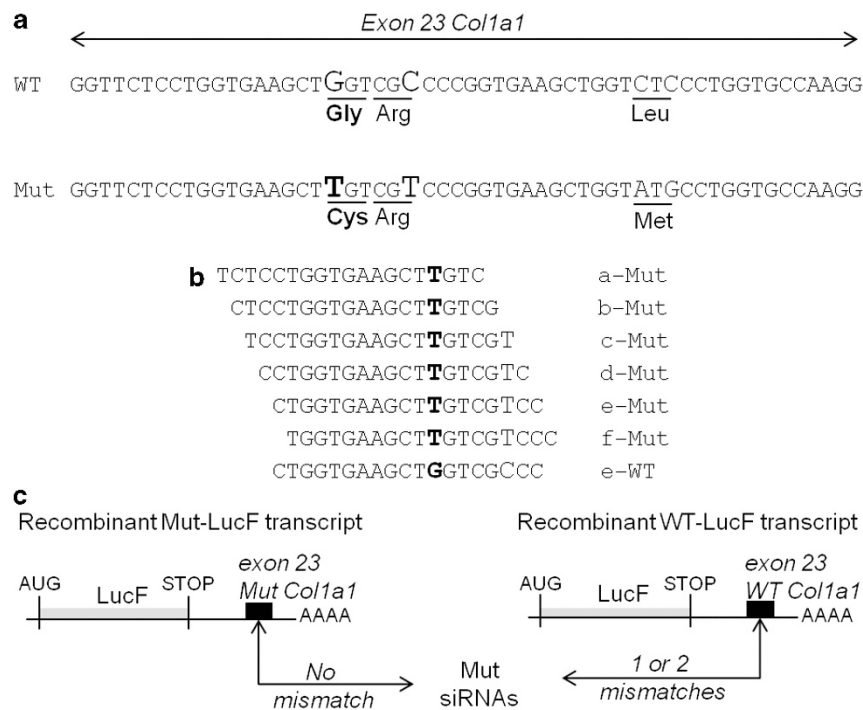 a
Exon 23 Col1a1
WT GGTTCTCCTGGTGAAGCTGGTCGCCCCGGTGAAGCTGGTCTCCCTGGTGCCAAGG
Gly Arg Leu
Mut GGTTCTCCTGGTGAAGCTTGTCGTCCCGGTGAAGCTGGTATGCCTGGTGCCAAGG
Cys Arg Met
b
TCTCCTGGTGAAGCTTGTC a-Mut
CTCCTGGTGAAGCTTGTCG b-Mut
TCCTGGTGAAGCTTGTCGT c-Mut
CCTGGTGAAGCTTGTCGTC d-Mut
CTGGTGAAGCTTGTCGTCC e-Mut
TGGTGAAGCTTGTCGTCCC f-Mut
CTGGTGAAGCTGGTCGCCC e-WT
c
Recombinant Mut-LucF transcript
AUG LucF STOP exon 23
Mut Col1a1
AAAA
No
mismatch
Mut
siRNAs
Recombinant WT-LucF transcript
AUG LucF STOP exon 23
WT Col1a1
AAAA
1 or 2
mismatches